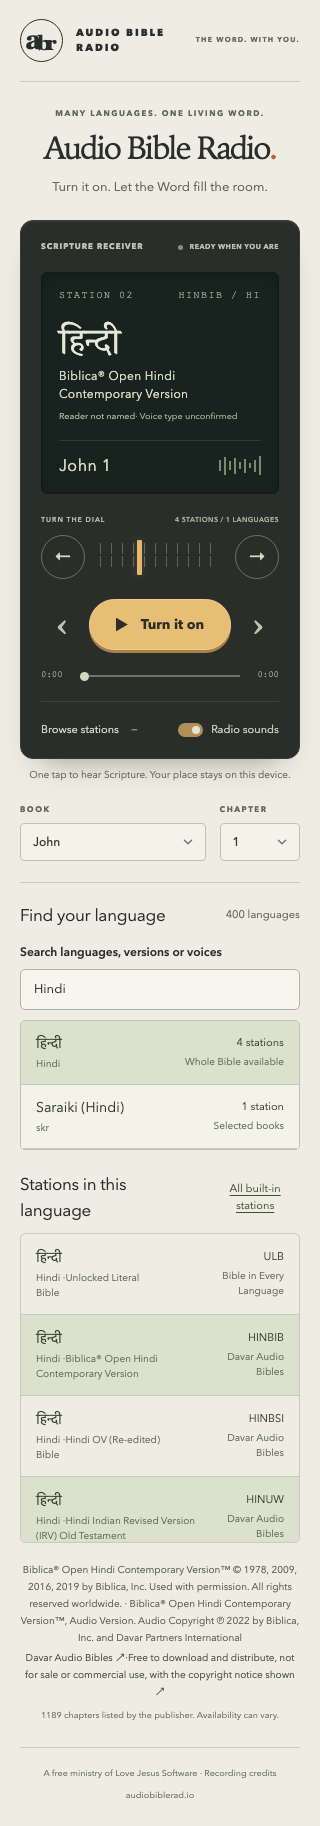 abr
AUDIO BIBLE
RADIO
THE WORD. WITH YOU.
MANY LANGUAGES. ONE LIVING WORD.
Audio Bible Radio.
Turn it on. Let the Word fill the room.
SCRIPTURE RECEIVER
READY WHEN YOU ARE
STATION 02
HINBIB / HI
हिन्दी
Biblica® Open Hindi
Contemporary Version
Reader not named· Voice type unconfirmed
John 1
TURN THE DIAL
4 STATIONS / 1 LANGUAGES
←
→
‹
▶ Turn it on
›
0:00
0:00
Browse stations –
Radio sounds
One tap to hear Scripture. Your place stays on this device.
BOOK
CHAPTER
John
1
Find your language
400 languages
Search languages, versions or voices
Hindi
हिन्दी
4 stations
Hindi
Whole Bible available
Saraiki (Hindi)
1 station
skr
Selected books
Stations in this
language
All built-in
stations
हिन्दी
ULB
Hindi ·Unlocked Literal
Bible
Bible in Every
Language
हिन्दी
HINBIB
Hindi ·Biblica® Open Hindi
Contemporary Version
Davar Audio
Bibles
हिन्दी
HINBSI
Hindi ·Hindi OV (Re-edited)
Bible
Davar Audio
Bibles
हिन्दी
HINUW
Hindi ·Hindi Indian Revised Version
(IRV) Old Testament
Davar Audio
Bibles
Biblica® Open Hindi Contemporary Version™ © 1978, 2009,
2016, 2019 by Biblica, Inc. Used with permission. All rights
reserved worldwide. · Biblica® Open Hindi Contemporary
Version™, Audio Version. Audio Copyright ℗ 2022 by Biblica,
Inc. and Davar Partners International
Davar Audio Bibles ↗·Free to download and distribute, not
for sale or commercial use, with the copyright notice shown
↗
1189 chapters listed by the publisher. Availability can vary.
A free ministry of Love Jesus Software · Recording credits
audiobiblerad.io